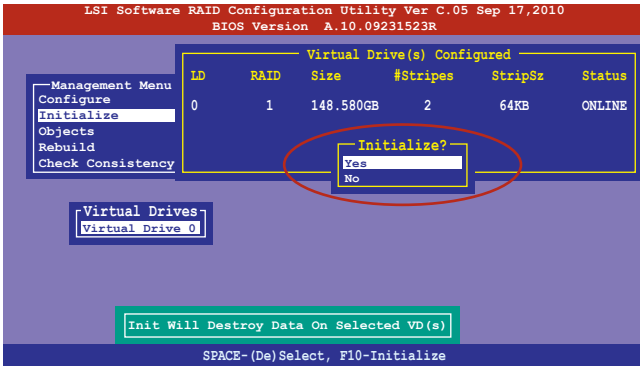 LSI Software RAID Configuration Utility Ver C.05 Sep 17,2010
BIOS Version A.10.09231523R
Virtual Drive(s) Configured
LD RAID Size #Stripes StripSz Status
0 1 148.580GB 2 64KB ONLINE
Management Menu
Configure
Initialize
Objects
Rebuild
Check Consistency
Initialize?
Yes
No
Virtual Drives
Virtual Drive 0
Init Will Destroy Data On Selected VD(s)
SPACE-(De)Select, F10-Initialize